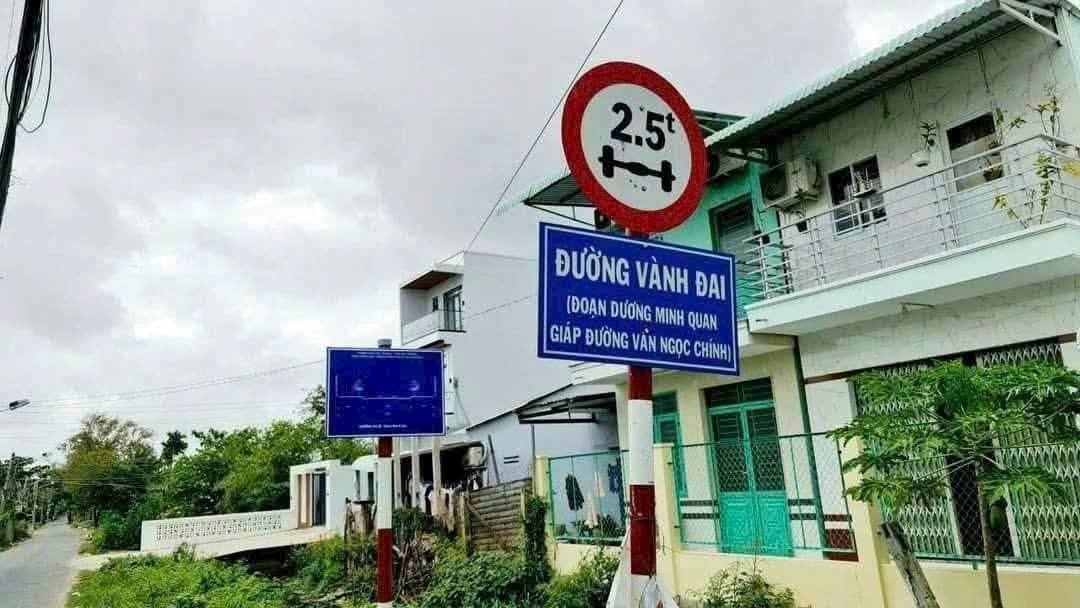 2.5t
ĐƯỜNG VÀNH ĐAI
(ĐOẠN DƯƠNG MINH QUAN
GIÁP ĐƯỜNG VĂN NGỌC CHÍNH)